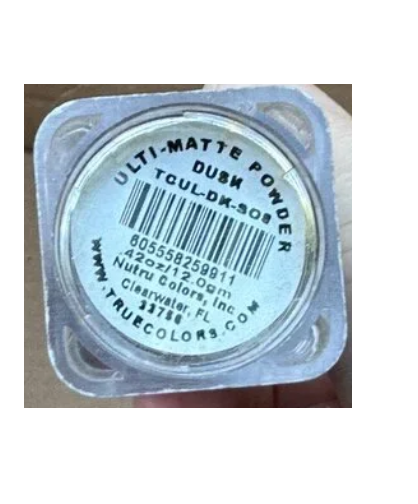 ULTI-MATTE POWDER
DUSK
TCUL-DK-908
605558259911
.42oz/12.0gm
Nutru Colors, Inc
Clearwater, FL
33756
WWW.TRUECOLORS.COM